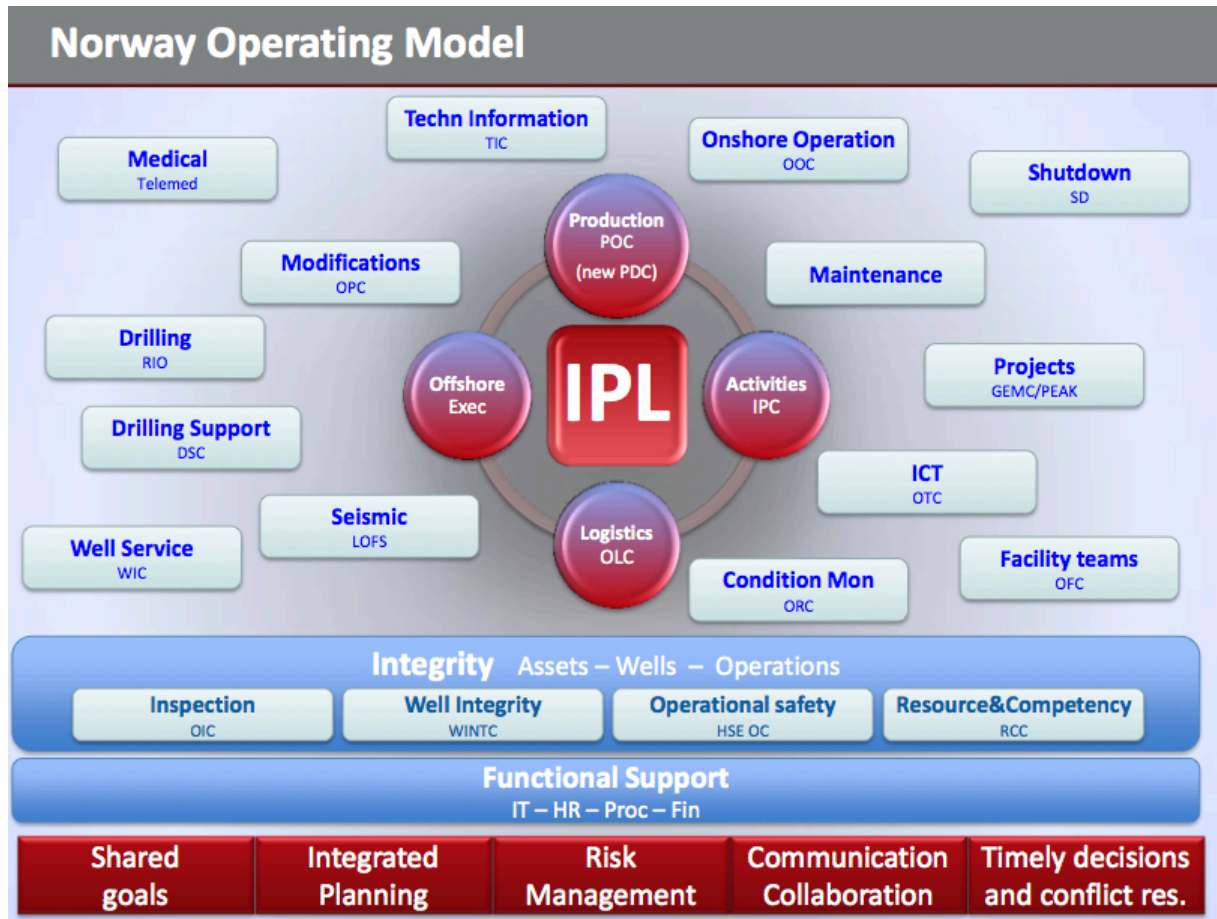 Norway Operating Model
Techn Information
TIC
Onshore Operation
OOC
Medical
Telemed
Shutdown
SD
Production
POC
(new PDC)
Modifications
OPC
Maintenance
Drilling
RIO
Projects
GEMC/PEAK
Offshore
Exec
IPL
Activities
IPC
Drilling Support
DSC
ICT
OTC
Seismic
LOFS
Logistics
OLC
Well Service
WIC
Facility teams
OFC
Condition Mon
ORC
Integrity Assets – Wells – Operations
Inspection
OIC
Well Integrity
WINTC
Operational safety
HSE OC
Resource&Competency
RCC
Functional Support
IT – HR – Proc – Fin
Shared
goals
Integrated
Planning
Risk
Management
Communication
Collaboration
Timely decisions
and conflict res.